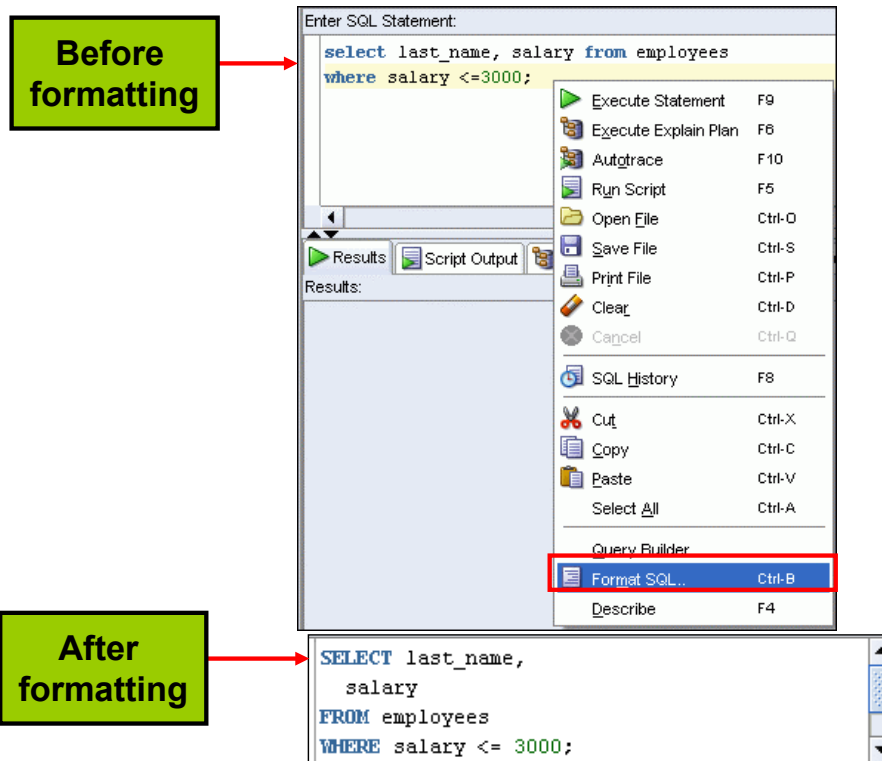 Before
formatting
Enter SQL Statement:
select last_name, salary from employees
where salary <=3000;
Execute Statement F9
Execute Explain Plan F6
Autotrace F10
Run Script F5
Open File Ctrl-O
Save File Ctrl-S
Print File Ctrl-P
Clear Ctrl-D
Cancel Ctrl-Q
SQL History F8
Cut Ctrl-X
Copy Ctrl-C
Paste Ctrl-V
Select All Ctrl-A
Query Builder
Format SQL.. Ctrl-B
Describe F4
Results Script Output
Results:
After
formatting
SELECT last_name,
salary
FROM employees
WHERE salary <= 3000;